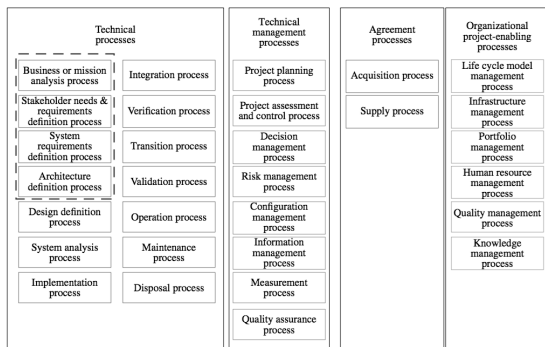 Technical
processes
Business or mission
analysis process
Stakeholder needs &
requirements
definition process
System
requirements
definition process
Architecture
definition process
Design definition
process
System analysis
process
Implementation
process
Integration process
Verification process
Transition process
Validation process
Operation process
Maintenance
process
Disposal process
Technical
management
processes
Project planning
process
Project assessment
and control process
Decision
management
process
Risk management
process
Configuration
management
process
Information
management
process
Measurement
process
Quality assurance
process
Agreement
processes
Acquisition process
Supply process
Organizational
project-enabling
processes
Life cycle model
management
process
Infrastructure
management
process
Portfolio
management
process
Human resource
management
process
Quality management
process
Knowledge
management
process